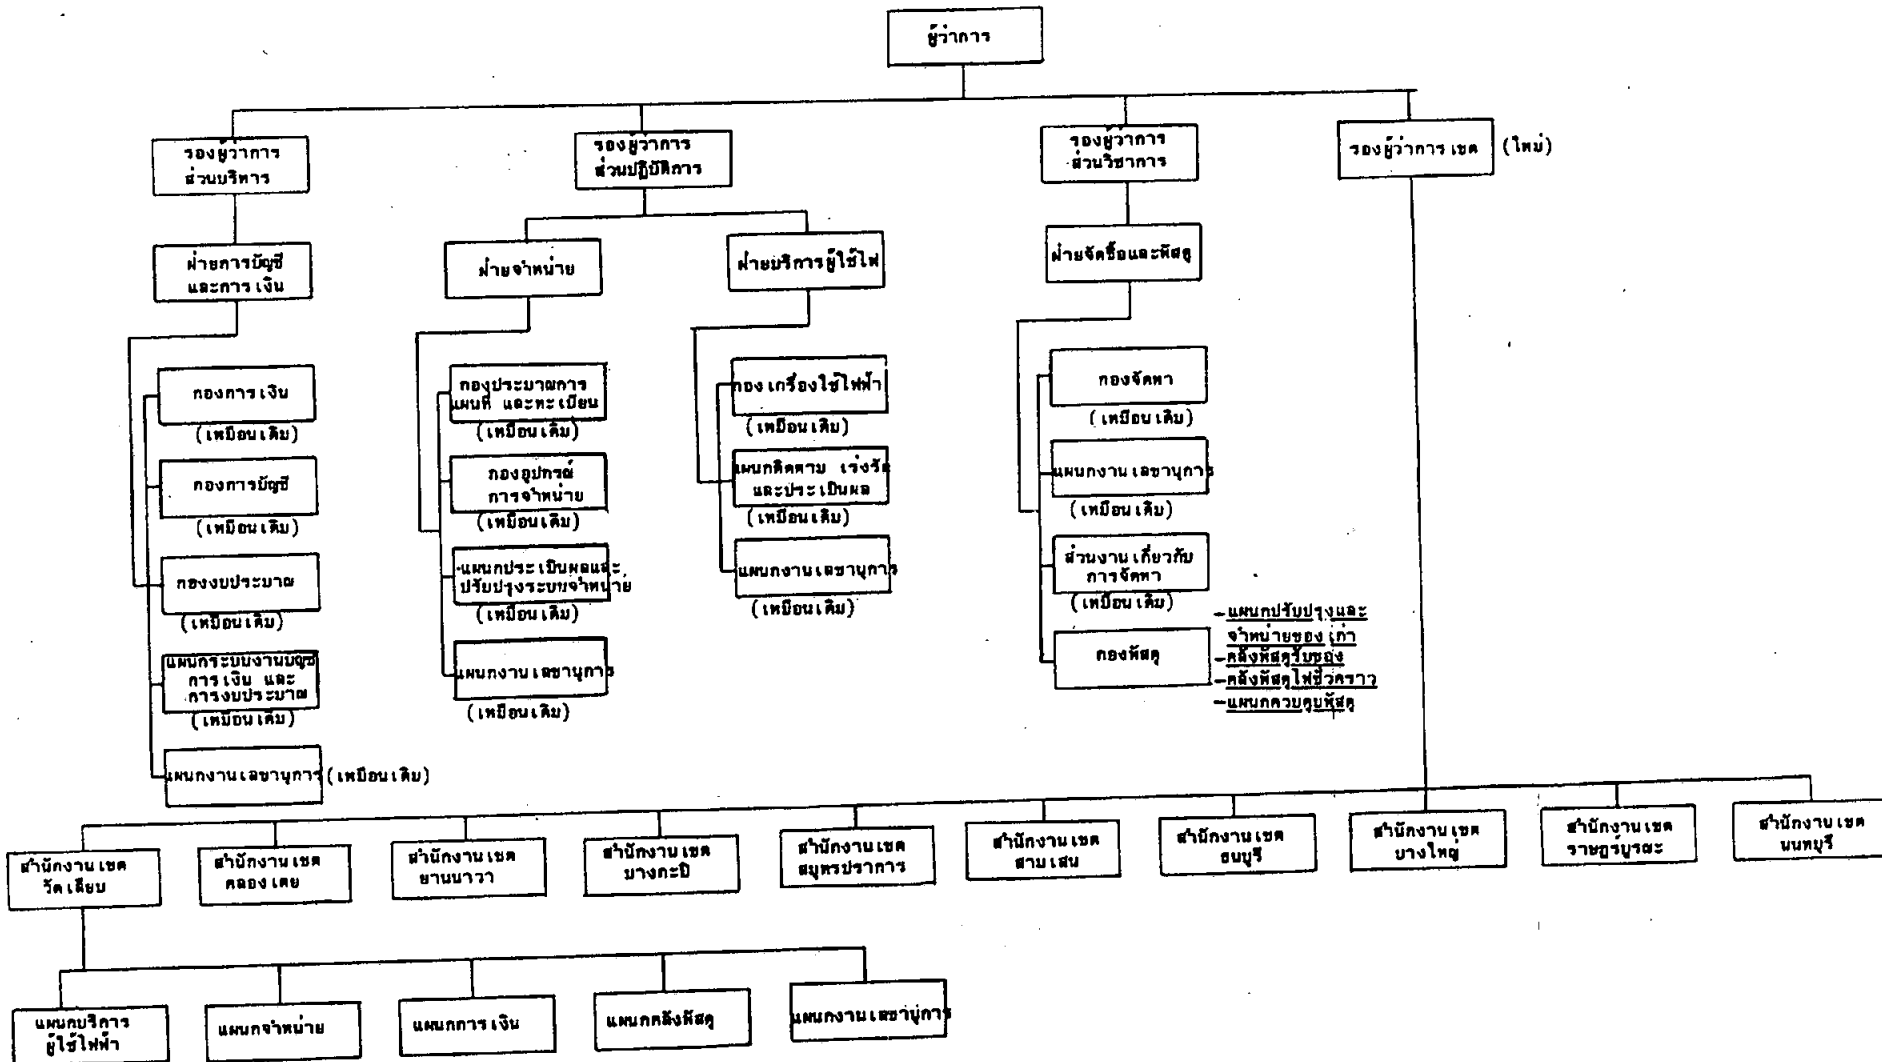 ผู้ว่าการ
รองผู้ว่าการ
ส่วนบริหาร
รองผู้ว่าการ
ส่วนปฏิบัติการ
รองผู้ว่าการ
ส่วนวิชาการ
รองผู้ว่าการเขต (ใหม่)
ฝ่ายการบัญชี
และการเงิน
ฝ่ายจำหน่าย
ฝ่ายบริการผู้ใช้ไฟ
ฝ่ายจัดซื้อและพัสดุ
กองการเงิน
(เหมือนเดิม)
กองการบัญชี
(เหมือนเดิม)
กองงบประมาณ
(เหมือนเดิม)
แผนกระบบงานบัญชี
การเงิน และ
การงบประมาณ
(เหมือนเดิม)
แผนกงานเลขานุการ (เหมือนเดิม)
กองประมาณการ
แผนที่ และทะเบียน
(เหมือนเดิม)
กองอุปกรณ์
การจำหน่าย
(เหมือนเดิม)
แผนกประเมินผลและ
ปรับปรุงระบบจำหน่าย
(เหมือนเดิม)
แผนกงานเลขานุการ
(เหมือนเดิม)
กองเครื่องใช้ไฟฟ้า
(เหมือนเดิม)
แผนกติดตาม เร่งรัด
และประเมินผล
(เหมือนเดิม)
แผนกงานเลขานุการ
(เหมือนเดิม)
กองจัดหา
(เหมือนเดิม)
แผนกงานเลขานุการ
(เหมือนเดิม)
ส่วนงานเกี่ยวกับ
การจัดหา
(เหมือนเดิม)
กองพัสดุ
-แผนกปรับปรุงและ
จำหน่ายของเก่า
-คลังพัสดุรับของ
-คลังพัสดุไฟชั่วคราว
-แผนกควบคุมพัสดุ
สำนักงานเขต
วัดเลียบ
สำนักงานเขต
คลองเตย
สำนักงานเขต
ยานนาวา
สำนักงานเขต
บางกะปิ
สำนักงานเขต
สมุทรปราการ
สำนักงานเขต
สามเสน
สำนักงานเขต
ธนบุรี
สำนักงานเขต
บางใหญ่
สำนักงานเขต
ราษฎร์บูรณะ
สำนักงานเขต
นนทบุรี
แผนกบริการ
ผู้ใช้ไฟฟ้า
แผนกจำหน่าย
แผนกการเงิน
แผนกคลังพัสดุ
แผนกงานเลขานุการ